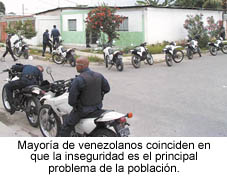 Mayoría de venezolanos coinciden en
que la inseguridad es el principal
problema de la población.